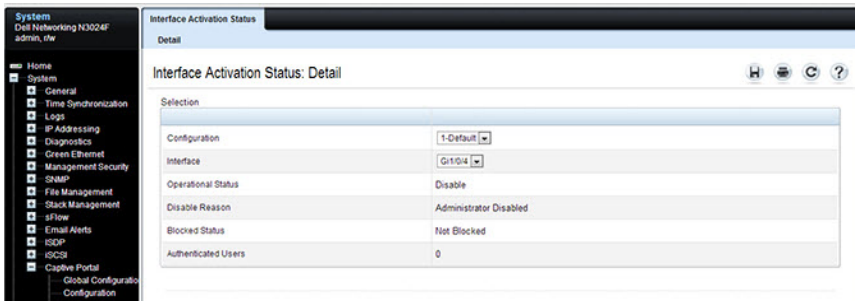 System
Dell Networking N3024F
admin, r/w
Home
System
General
Time Synchronization
Logs
IP Addressing
Diagnostics
Green Ethernet
Management Security
SNMP
File Management
Stack Management
sFlow
Email Alerts
ISDP
iSCSI
Captive Portal
Global Configuratio
Configuration
Interface Activation Status
Detail
Interface Activation Status: Detail
Selection
Configuration 1-Default
Interface Gi1/0/4
Operational Status Disable
Disable Reason Administrator Disabled
Blocked Status Not Blocked
Authenticated Users 0